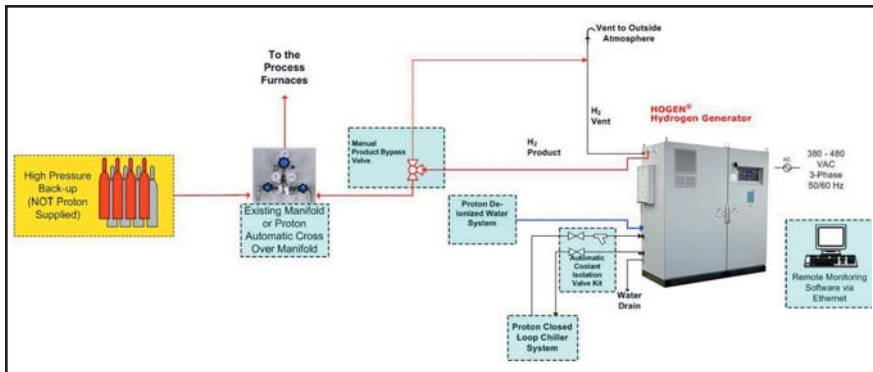 To the
Process
Furnaces
Vent to Outside
Atmosphere
H2
Vent
HOGEN®
Hydrogen Generator
Manual
Product Bypass
Valve
H2
Product
380 - 480
VAC
3-Phase
50/60 Hz
High Pressure
Back-up
(NOT Proton
Supplied)
Existing Manifold
or Proton
Automatic Cross
Over Manifold
Proton De-
ionized Water
System
Automatic
Coolant
Isolation
Valve Kit
Water
Drain
Remote Monitoring
Software via
Ethernet
Proton Closed
Loop Chiller
System